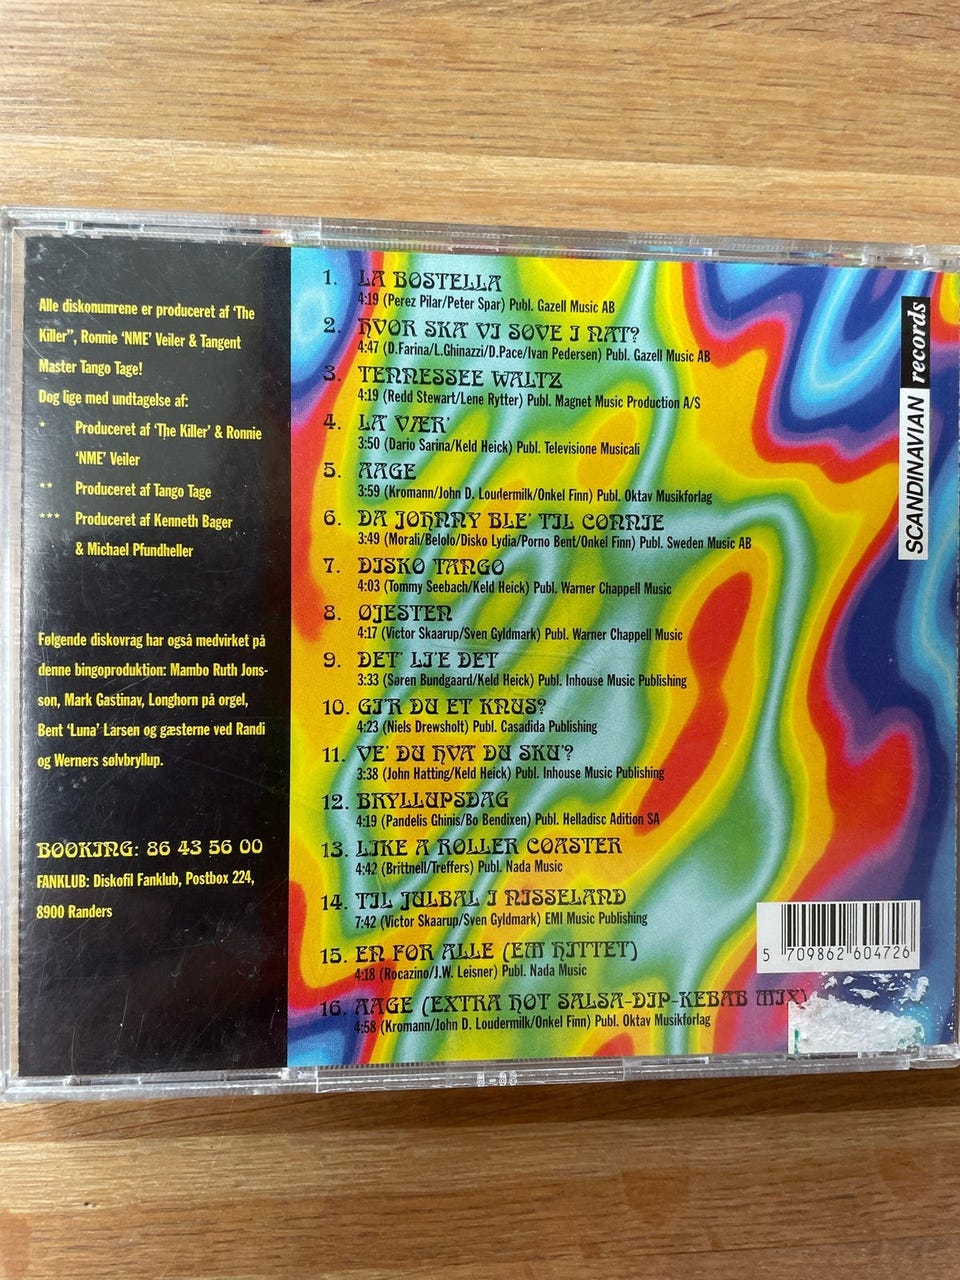 Alle diskonumrene er produceret af 'The
Killer", Ronnie 'NME' Veiler & Tangent
Master Tango Tage!
Dog lige med undtagelse af:
* Produceret af 'The Killer' & Ronnie
'NME' Veiler
** Produceret af Tango Tage
*** Produceret af Kenneth Bager
& Michael Pfundheller
Følgende diskovrag har også medvirket på
denne bingoproduktion: Mambo Ruth Jons-
son, Mark Gastinav, Longhorn på orgel,
Bent 'Luna' Larsen og gæsterne ved Randi
og Werners sølvbryllup.
BOOKING: 86 43 56 00
FANKLUB: Diskofil Fanklub, Postbox 224,
8900 Randers
1. LA BOSTELLA
4:19 (Perez Pilar/Peter Spar) Publ. Gazell Music AB
2. HVOR SKA' VI SOVE I NAT?
4:47 (D.Farina/L.Ghinazzi/D.Pace/Ivan Pedersen) Publ. Gazell Music AB
3. TENNESSEE WALTZ
4:19 (Redd Stewart/Lene Rytter) Publ. Magnet Music Production A/S
4. LA' VÆR'
3:50 (Dario Sarina/Keld Heick) Publ. Televisione Musicali
5. AAGE
3:59 (Kromann/John D. Loudermilk/Onkel Finn) Publ. Oktav Musikforlag
6. DA JOHNNY BLE' TIL CONNIE
3:49 (Morali/Belolo/Disko Lydia/Porno Bent/Onkel Finn) Publ. Sweden Music AB
7. DISKO TANGO
4:03 (Tommy Seebach/Keld Heick) Publ. Warner Chappell Music
8. ØJESTEN
4:17 (Victor Skaarup/Sven Gyldmark) Publ. Warner Chappell Music
9. DET' LI'E DET
3:33 (Søren Bundgaard/Keld Heick) Publ. Inhouse Music Publishing
10. GI'R DU ET KNUS?
4:23 (Niels Drewsholt) Publ. Casadida Publishing
11. VE' DU HVA' DU SKU'?
3:38 (John Hatting/Keld Heick) Publ. Inhouse Music Publishing
12. BRYLLUPSDAG
4:19 (Pandelis Ghinis/Bo Bendixen) Publ. Helladisc Adition SA
13. LIKE A ROLLER COASTER
4:42 (Brittnell/Treffers) Publ. Nada Music
14. TIL JULBAL I NISSELAND
7:42 (Victor Skaarup/Sven Gyldmark) EMI Music Publishing
15. EN FOR ALLE (EM HITTET)
4:18 (Rocazino/J.W. Leisner) Publ. Nada Music
16. AAGE (EXTRA HOT SALSA-DIP-KEBAB MIX)
4:58 (Kromann/John D. Loudermilk/Onkel Finn) Publ. Oktav Musikforlag
SCANDINAVIAN records
5 709862 604726